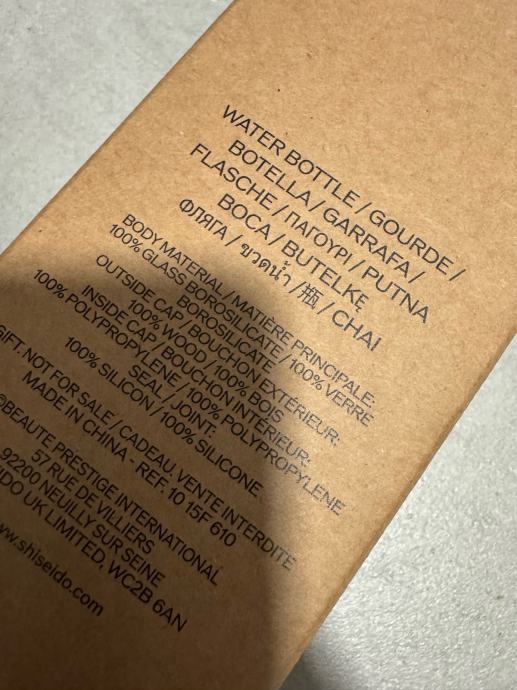 WATER BOTTLE / GOURDE /
BOTELLA / GARRAFA /
FLASCHE / ΠΑΓΟΥΡΙ / PUTNA
BOCA / BUTELKĘ
ФЛЯГА / ขวดน้ำ / 瓶 / CHAI
BODY MATERIAL / MATIÈRE PRINCIPALE:
100% GLASS BOROSILICATE / 100% VERRE
BOROSILICATE
OUTSIDE CAP / BOUCHON EXTÉRIEUR:
100% WOOD / 100% BOIS
INSIDE CAP / BOUCHON INTÉRIEUR:
100% POLYPROPYLENE / 100% POLYPROPYLÈNE
SEAL / JOINT:
100% SILICON / 100% SILICONE
GIFT. NOT FOR SALE / CADEAU. VENTE INTERDITE
MADE IN CHINA - REF. 10 15F 610
©BEAUTE PRESTIGE INTERNATIONAL
57 RUE DE VILLIERS
92200 NEUILLY SUR SEINE
UK LIMITED, WC2B 6AN
www.shiseido.com